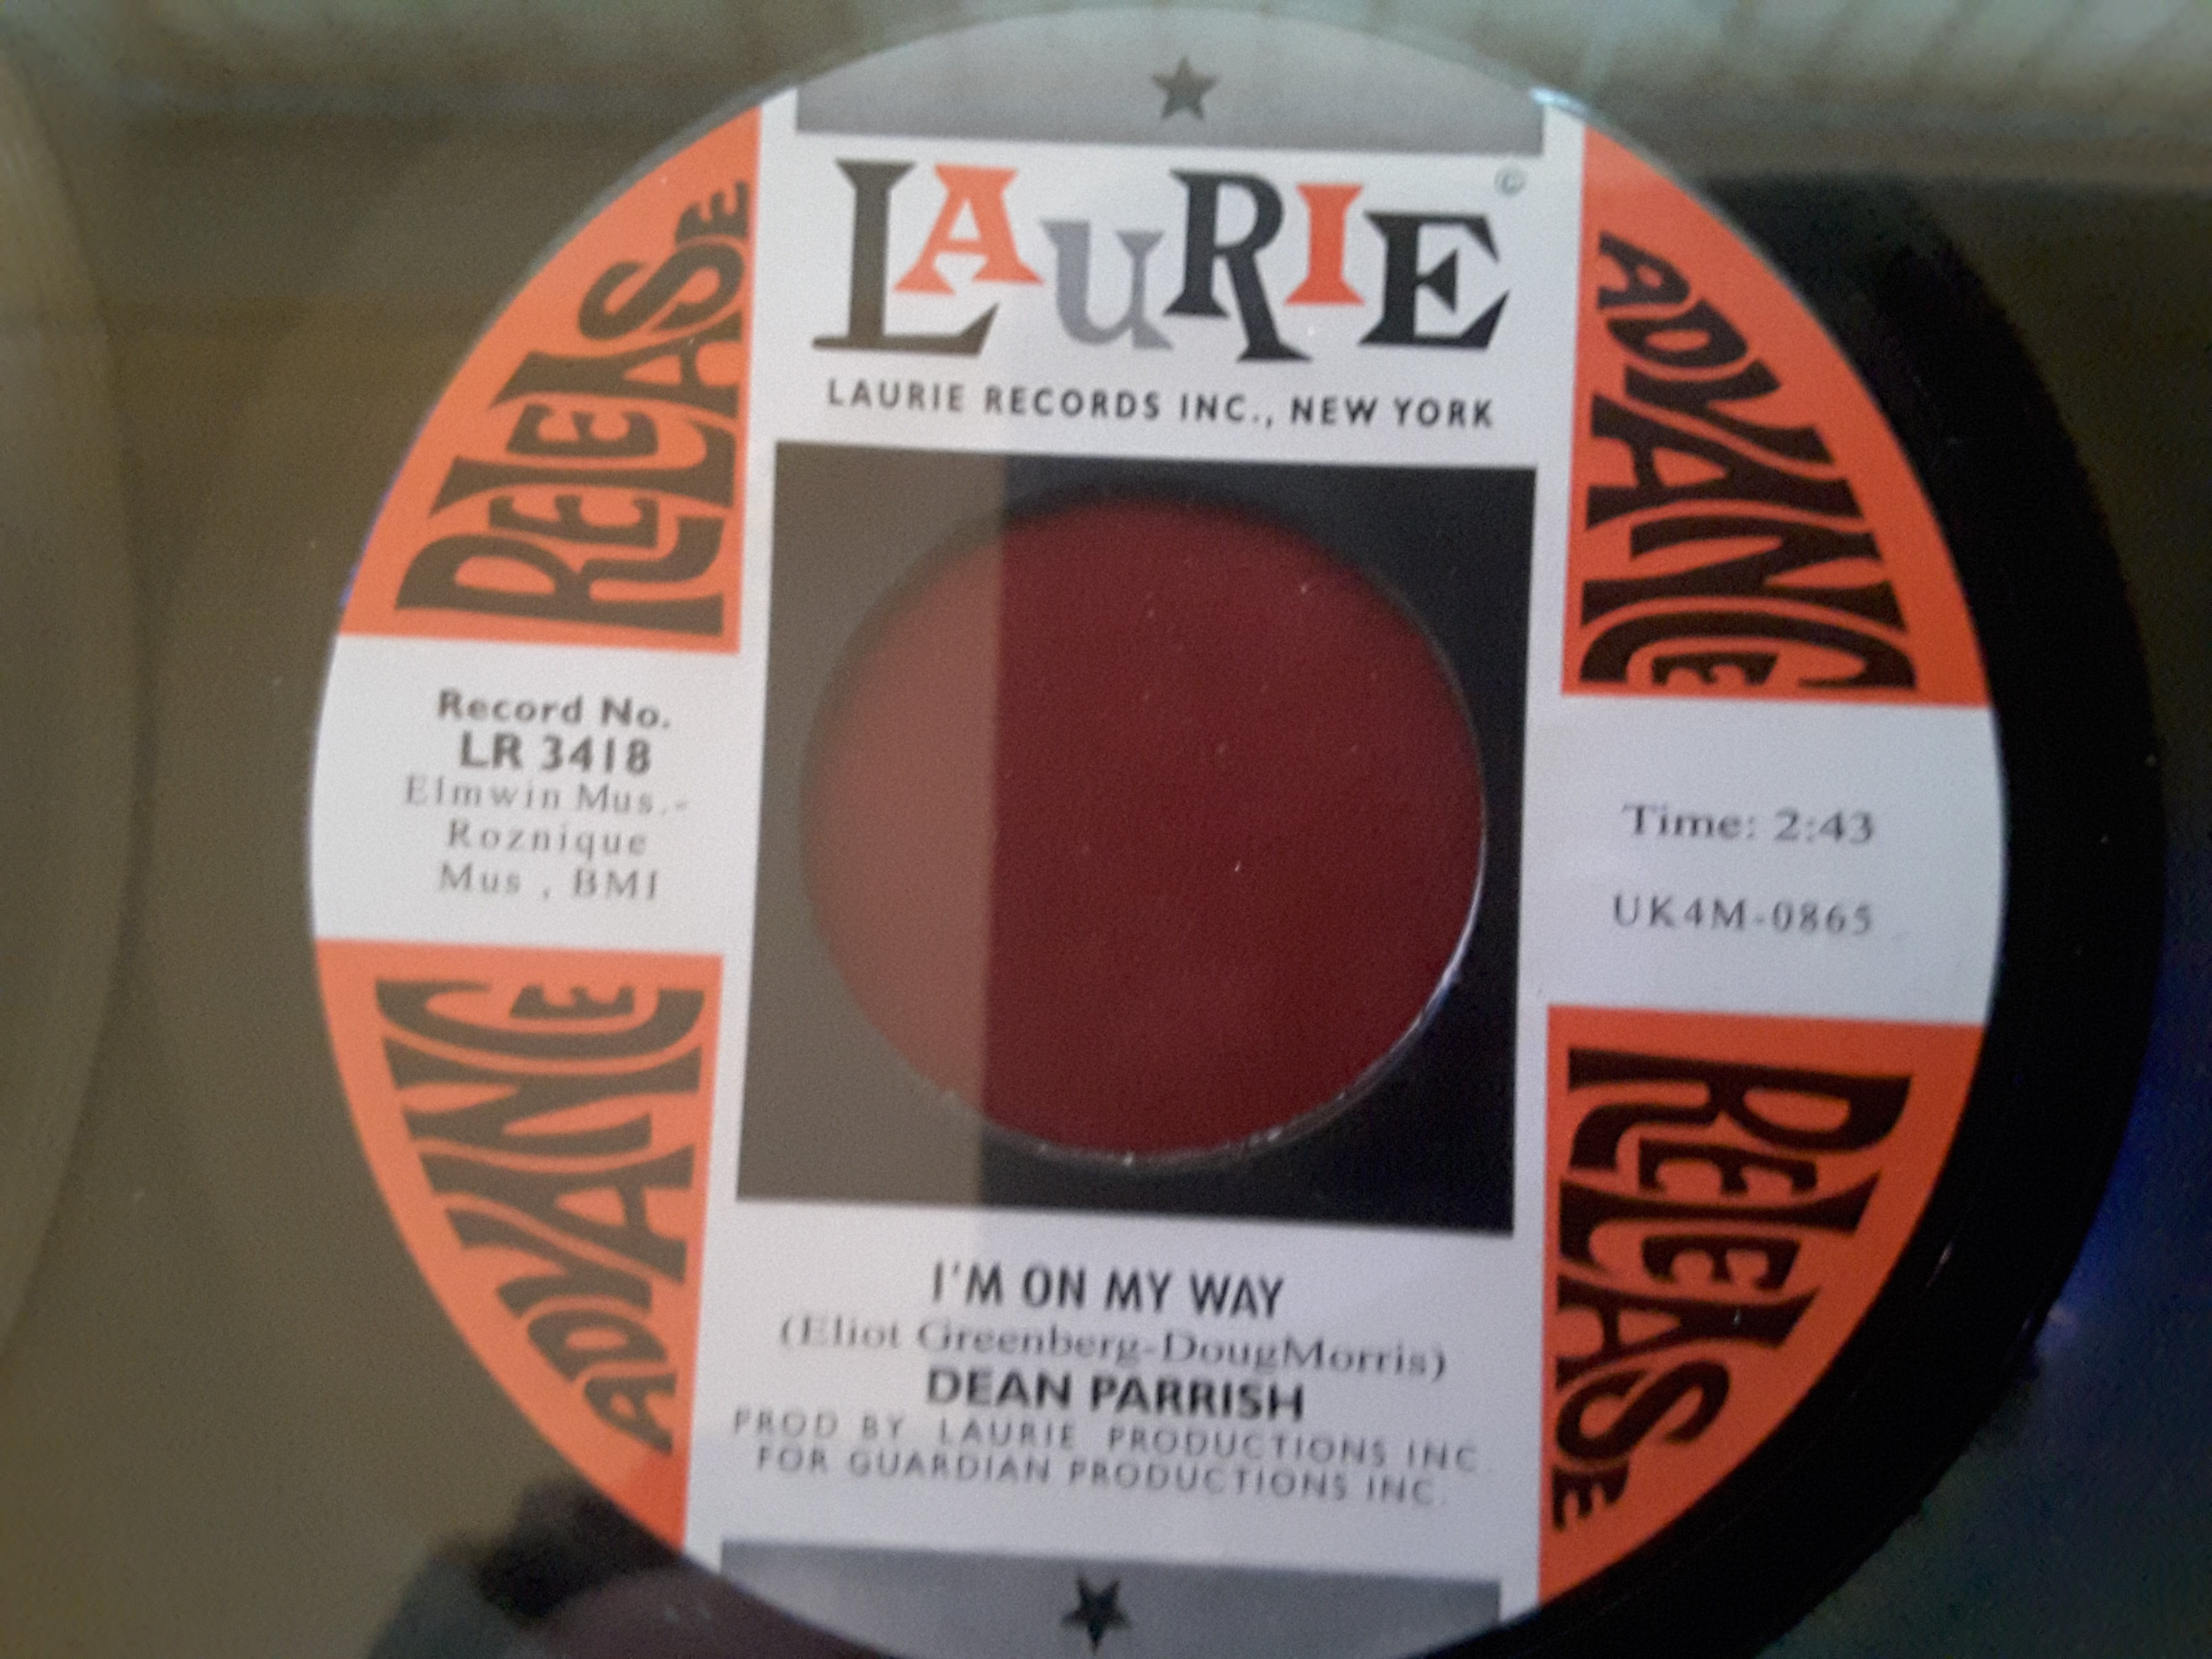 LAURIE ©
LAURIE RECORDS INC., NEW YORK
RELEASE
ADVANCE
Record No.
LR 3418
Elmwin Mus.-
Roznique
Mus , BMI
Time: 2:43
UK4M-0865
ADVANCE
RELEASE
I'M ON MY WAY
(Eliot Greenberg-DougMorris)
DEAN PARRISH
PROD BY LAURIE PRODUCTIONS INC
FOR GUARDIAN PRODUCTIONS INC.